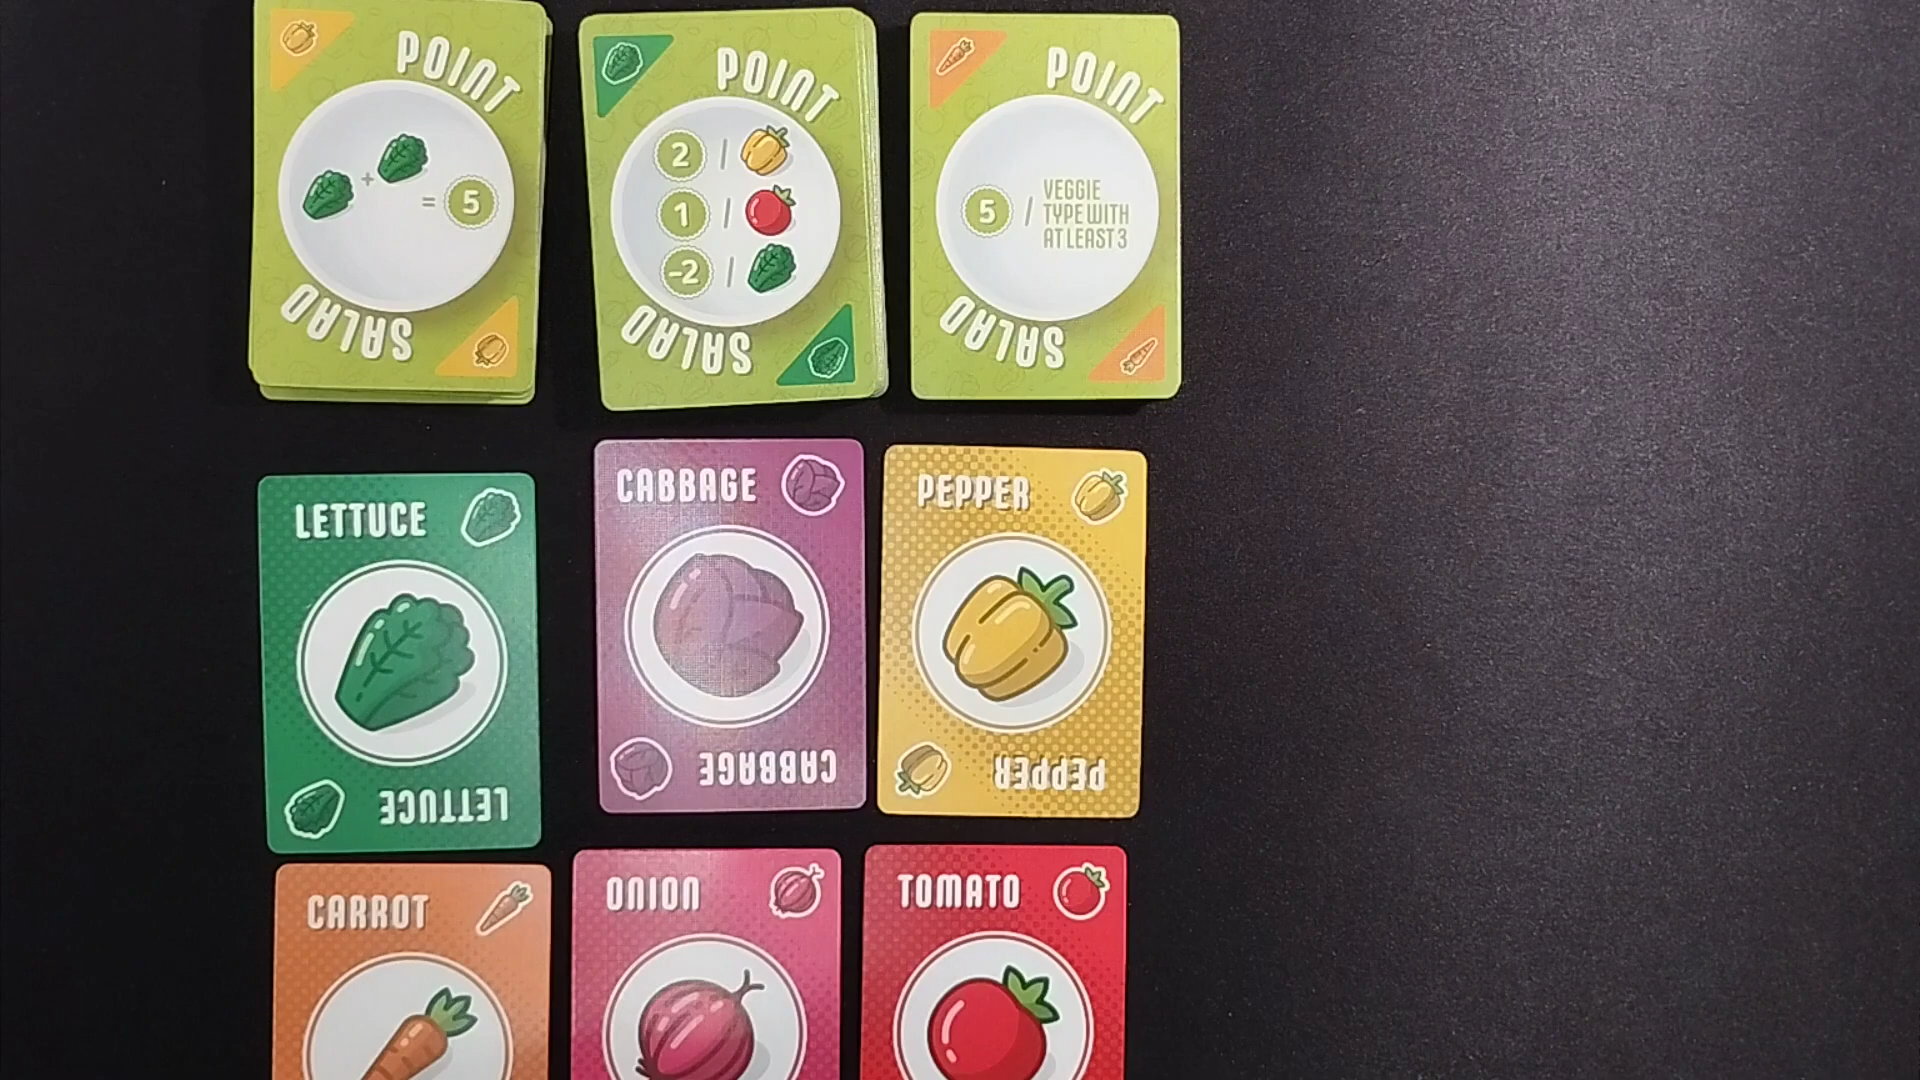 POINT
= 5
SALAD
POINT
2 /
1 /
-2 /
SALAD
POINT
5 / VEGGIE
TYPE WITH
AT LEAST 3
SALAD
LETTUCE
LETTUCE
CABBAGE
CABBAGE
PEPPER
PEPPER
CARROT
ONION
TOMATO